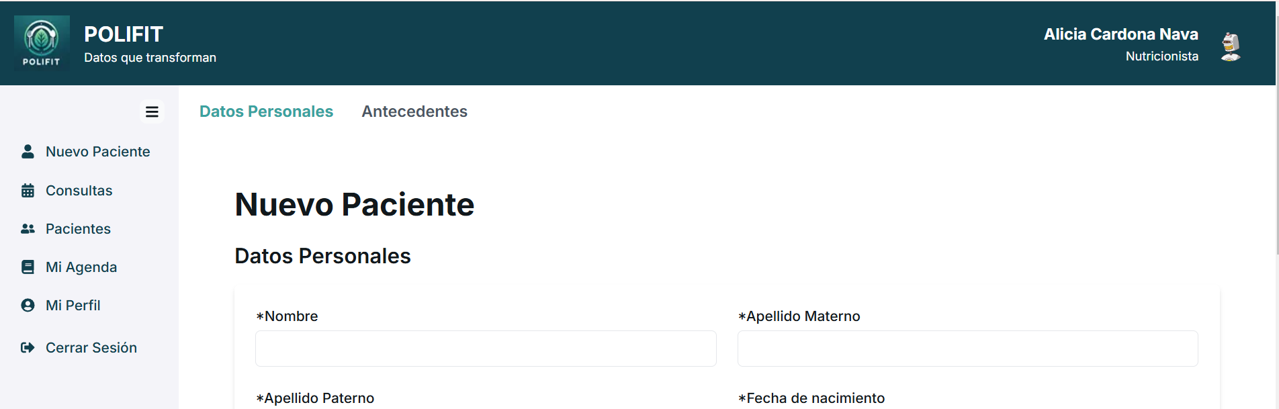 POLIFIT
POLIFIT
Datos que transforman
Alicia Cardona Nava
Nutricionista
Datos Personales
Antecedentes
Nuevo Paciente
Consultas
Pacientes
Mi Agenda
Mi Perfil
Cerrar Sesión
Nuevo Paciente
Datos Personales
*Nombre
*Apellido Materno
*Apellido Paterno
*Fecha de nacimiento